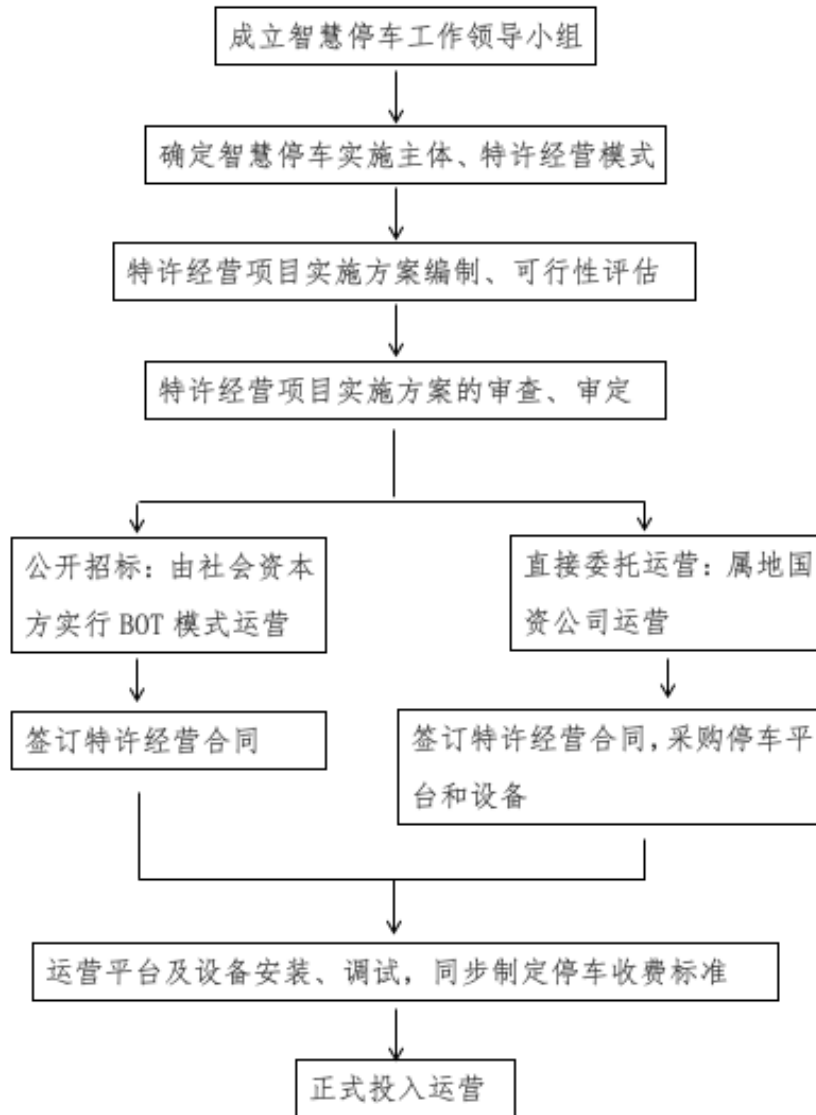 成立智慧停车工作领导小组
确定智慧停车实施主体、特许经营模式
特许经营项目实施方案编制、可行性评估
特许经营项目实施方案的审查、审定
公开招标：由社会资本
方实行 BOT 模式运营
直接委托运营：属地国
资公司运营
签订特许经营合同
签订特许经营合同，采购停车平
台和设备
运营平台及设备安装、调试，同步制定停车收费标准
正式投入运营